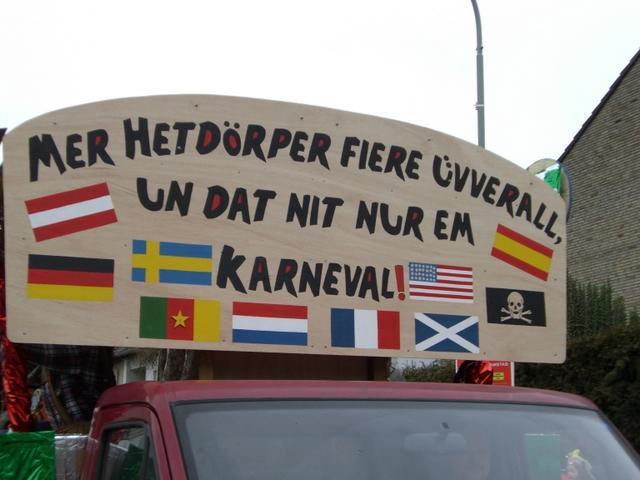 MER HETDÖRPER FIERE ÜVVERALL,
UN DAT NIT NUR EM
KARNEVAL!